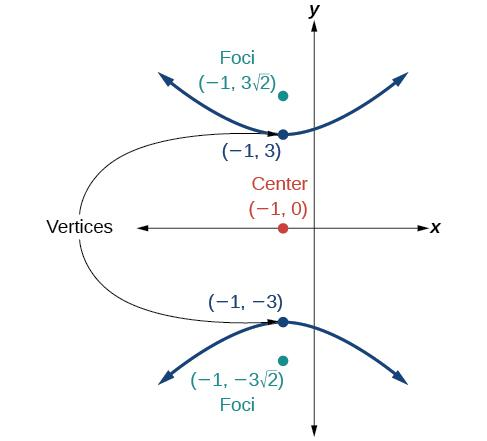 y
Foci
(−1, 3√2)
(−1, 3)
Center
(−1, 0)
Vertices
x
(−1, −3)
(−1, −3√2)
Foci